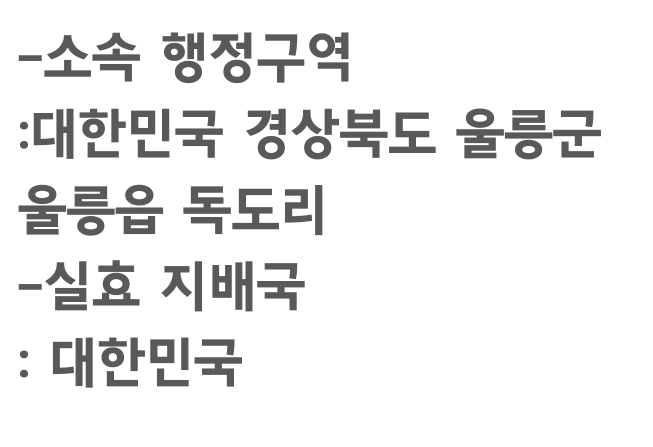 -소속 행정구역
:대한민국 경상북도 울릉군
울릉읍 독도리
-실효 지배국
: 대한민국